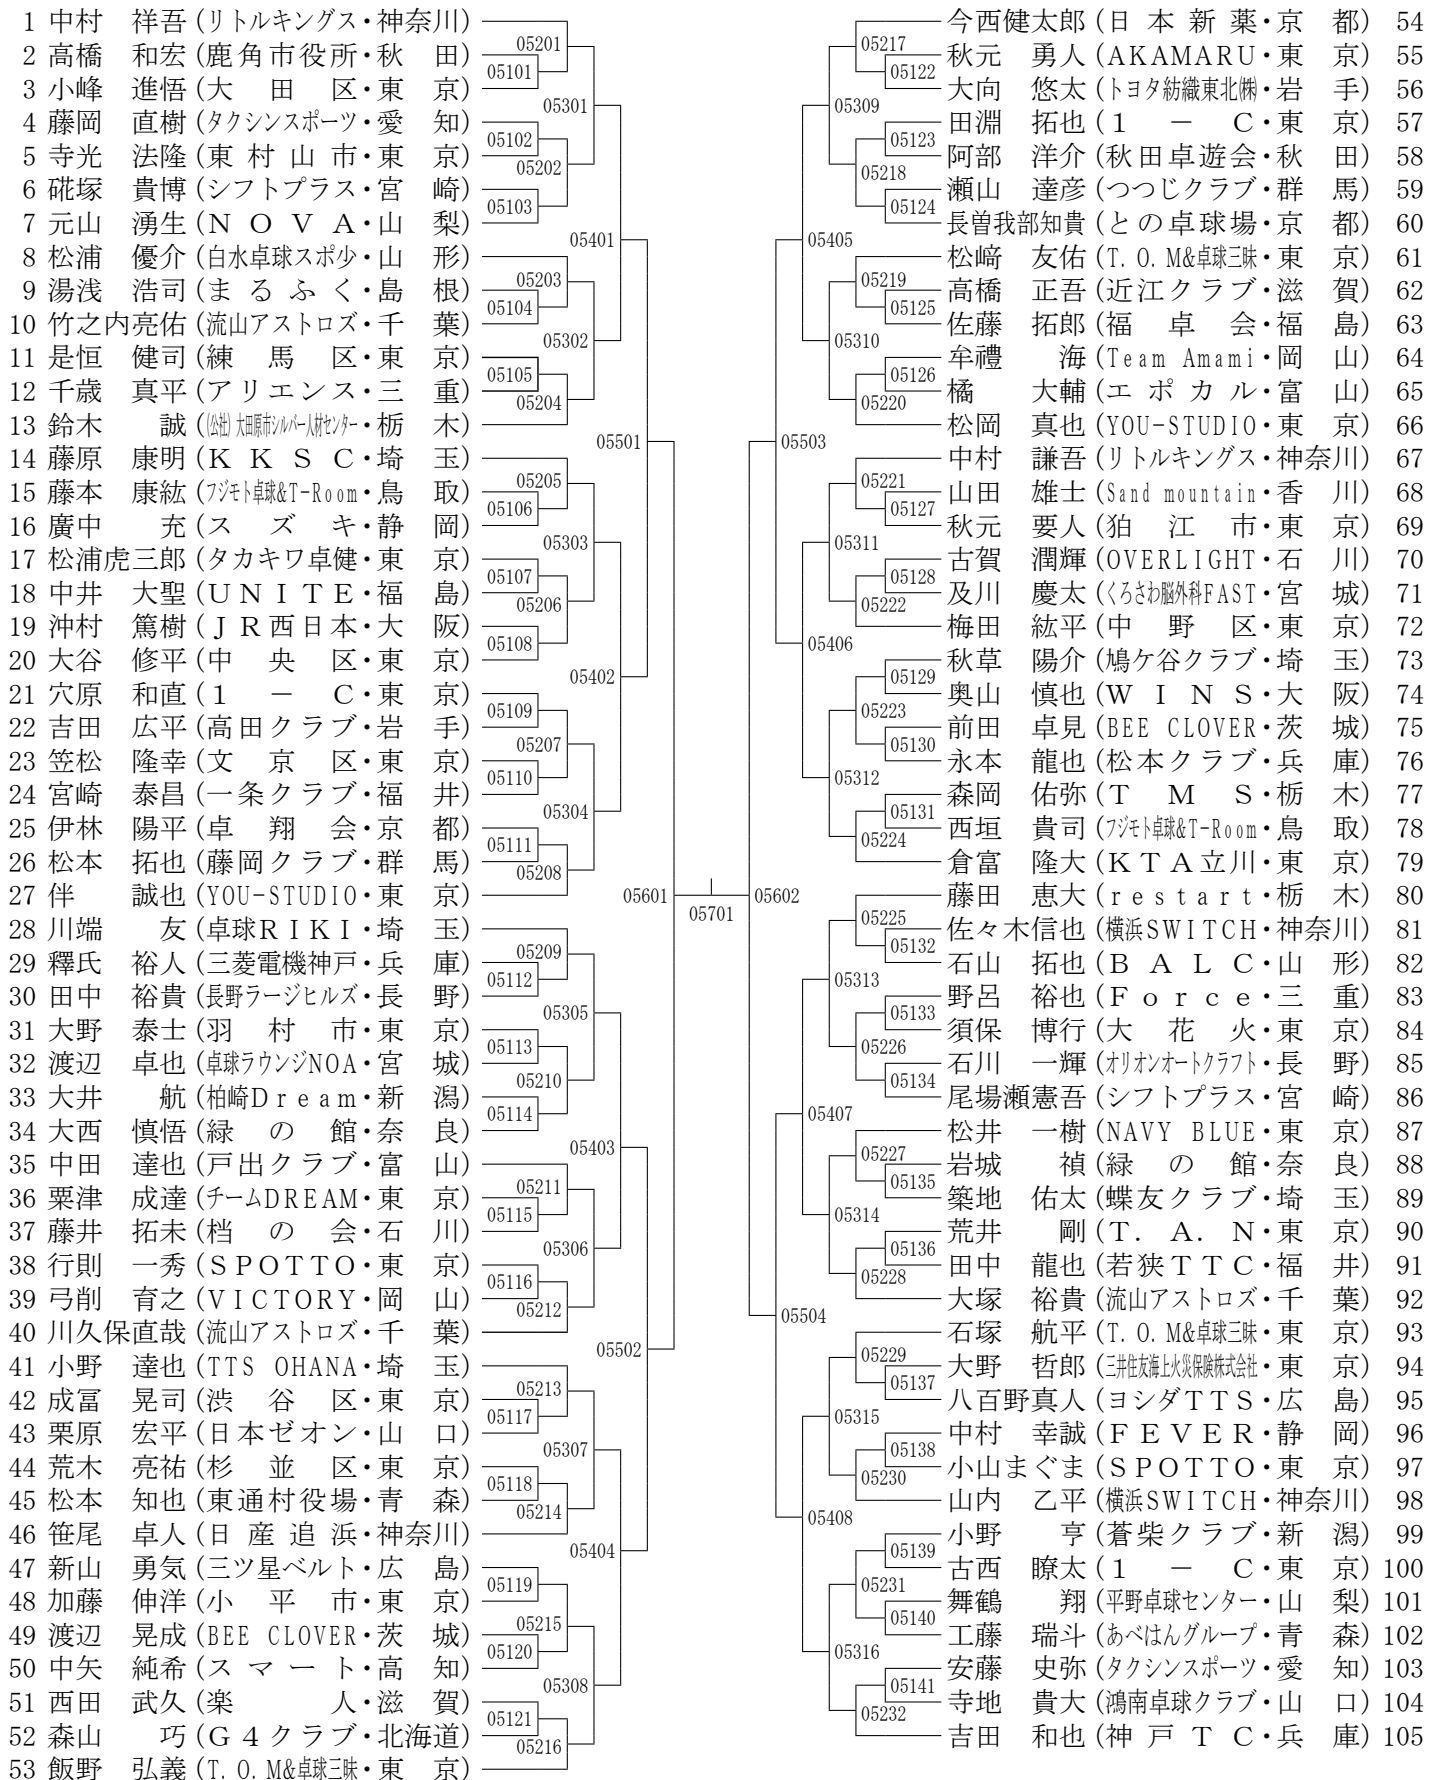 1 中村　祥吾 (リトルキングス・神奈川)
2 高橋　和宏 (鹿角市役所・秋　田)
3 小峰　進悟 (大　田　区・東　京)
4 藤岡　直樹 (タクシンスポーツ・愛　知)
5 寺光　法隆 (東 村 山 市・東　京)
6 硴塚　貴博 (シフトプラス・宮　崎)
7 元山　湧生 (Ｎ Ｏ Ｖ Ａ・山　梨)
8 松浦　優介 (白水卓球スポ少・山　形)
9 湯浅　浩司 (ま る ふ く・島　根)
10 竹之内亮佑 (流山アストロズ・千　葉)
11 是恒　健司 (練　馬　区・東　京)
12 千歳　真平 (アリエンス・三　重)
13 鈴木　　誠 ((公社)大田原市シルバー人材センター・栃　木)
14 藤原　康明 (Ｋ Ｋ Ｓ Ｃ・埼　玉)
15 藤本　康紘 (フジモト卓球&T-Room・鳥　取)
16 廣中　　充 (ス　ズ　キ・静　岡)
17 松浦虎三郎 (タカキワ卓健・東　京)
18 中井　大聖 (ＵＮＩＴＥ・福　島)
19 沖村　篤樹 (ＪＲ西日本・大　阪)
20 大谷　修平 (中　央　区・東　京)
21 穴原　和直 (１　－　Ｃ・東　京)
22 吉田　広平 (高田クラブ・岩　手)
23 笠松　隆幸 (文　京　区・東　京)
24 宮崎　泰昌 (一条クラブ・福　井)
25 伊林　陽平 (卓　翔　会・京　都)
26 松本　拓也 (藤岡クラブ・群　馬)
27 伴　　誠也 (YOU-STUDIO・東　京)
28 川端　　友 (卓球ＲＩＫＩ・埼　玉)
29 釋氏　裕人 (三菱電機神戸・兵　庫)
30 田中　裕貴 (長野ラージヒルズ・長　野)
31 大野　泰士 (羽　村　市・東　京)
32 渡辺　卓也 (卓球ラウンジNOA・宮　城)
33 大井　　航 (柏崎Ｄｒｅａｍ・新　潟)
34 大西　慎悟 (緑　の　館・奈　良)
35 中田　達也 (戸出クラブ・富　山)
36 粟津　成達 (チームDREAM・東　京)
37 藤井　拓未 (档　の　会・石　川)
38 行則　一秀 (ＳＰＯＴＴＯ・東　京)
39 弓削　育之 (ＶＩＣＴＯＲＹ・岡　山)
40 川久保直哉 (流山アストロズ・千　葉)
41 小野　達也 (TTS OHANA・埼　玉)
42 成冨　晃司 (渋　谷　区・東　京)
43 栗原　宏平 (日本ゼオン・山　口)
44 荒木　亮祐 (杉　並　区・東　京)
45 松本　知也 (東通村役場・青　森)
46 笹尾　卓人 (日 産 追 浜・神奈川)
47 新山　勇気 (三ツ星ベルト・広　島)
48 加藤　伸洋 (小　平　市・東　京)
49 渡辺　晃成 (BEE CLOVER・茨　城)
50 中矢　純希 (ス マ ー ト・高　知)
51 西田　武久 (楽　　　人・滋　賀)
52 森山　　巧 (Ｇ４クラブ・北海道)
53 飯野　弘義 (T. O. M&卓球三昧・東　京)
05101
05102
05103
05104
05105
05106
05107
05108
05109
05110
05111
05112
05113
05114
05115
05116
05117
05118
05119
05120
05121
05201
05202
05203
05204
05205
05206
05207
05208
05209
05210
05211
05212
05213
05214
05215
05216
05301
05302
05303
05304
05305
05306
05307
05308
05401
05402
05403
05404
05501
05502
05601
05701
05602
05503
05504
05405
05406
05407
05408
05309
05310
05311
05312
05313
05314
05315
05316
05217
05218
05219
05220
05221
05222
05223
05224
05225
05226
05227
05228
05229
05230
05231
05232
05122
05123
05124
05125
05126
05127
05128
05129
05130
05131
05132
05133
05134
05135
05136
05137
05138
05139
05140
05141
今西健太郎 (日 本 新 薬・京　都) 54
秋元　勇人 (AKAMARU・東　京) 55
大向　悠太 (トヨタ紡織東北㈱・岩　手) 56
田淵　拓也 (１　－　Ｃ・東　京) 57
阿部　洋介 (秋田卓遊会・秋　田) 58
瀬山　達彦 (つつじクラブ・群　馬) 59
長曽我部知貴 (との卓球場・京　都) 60
松﨑　友佑 (T. O. M&卓球三昧・東　京) 61
高橋　正吾 (近江クラブ・滋　賀) 62
佐藤　拓郎 (福　卓　会・福　島) 63
牟禮　　海 (Team Amami・岡　山) 64
橘　　大輔 (エ ポ カ ル・富　山) 65
松岡　真也 (YOU-STUDIO・東　京) 66
中村　謙吾 (リトルキングス・神奈川) 67
山田　雄士 (Sand mountain・香　川) 68
秋元　要人 (狛　江　市・東　京) 69
古賀　潤輝 (OVERLIGHT・石　川) 70
及川　慶太 (くろさわ脳外科FAST・宮　城) 71
梅田　紘平 (中　野　区・東　京) 72
秋草　陽介 (鳩ケ谷クラブ・埼　玉) 73
奥山　慎也 (Ｗ Ｉ Ｎ Ｓ・大　阪) 74
前田　卓見 (BEE CLOVER・茨　城) 75
永本　龍也 (松本クラブ・兵　庫) 76
森岡　佑弥 (Ｔ　Ｍ　Ｓ・栃　木) 77
西垣　貴司 (フジモト卓球&T-Room・鳥　取) 78
倉富　隆大 (ＫＴＡ立川・東　京) 79
藤田　恵大 (ｒｅｓｔａｒｔ・栃　木) 80
佐々木信也 (横浜SWITCH・神奈川) 81
石山　拓也 (Ｂ Ａ Ｌ Ｃ・山　形) 82
野呂　裕也 (Ｆｏｒｃｅ・三　重) 83
須保　博行 (大　花　火・東　京) 84
石川　一輝 (オリオンオートクラフト・長　野) 85
尾場瀬憲吾 (シフトプラス・宮　崎) 86
松井　一樹 (NAVY BLUE・東　京) 87
岩城　　禎 (緑　の　館・奈　良) 88
築地　佑太 (蝶友クラブ・埼　玉) 89
荒井　　剛 (Ｔ. Ａ. Ｎ・東　京) 90
田中　龍也 (若狭ＴＴＣ・福　井) 91
大塚　裕貴 (流山アストロズ・千　葉) 92
石塚　航平 (T. O. M&卓球三昧・東　京) 93
大野　哲郎 (三井住友海上火災保険株式会社・東　京) 94
八百野真人 (ヨシダＴＴＳ・広　島) 95
中村　幸誠 (ＦＥＶＥＲ・静　岡) 96
小山まぐま (ＳＰＯＴＴＯ・東　京) 97
山内　乙平 (横浜SWITCH・神奈川) 98
小野　　亨 (蒼柴クラブ・新　潟) 99
古西　瞭太 (１　－　Ｃ・東　京) 100
舞鶴　　翔 (平野卓球センター・山　梨) 101
工藤　瑞斗 (あべはんグループ・青　森) 102
安藤　史弥 (タクシンスポーツ・愛　知) 103
寺地　貴大 (鴻南卓球クラブ・山　口) 104
吉田　和也 (神 戸 Ｔ Ｃ・兵　庫) 105